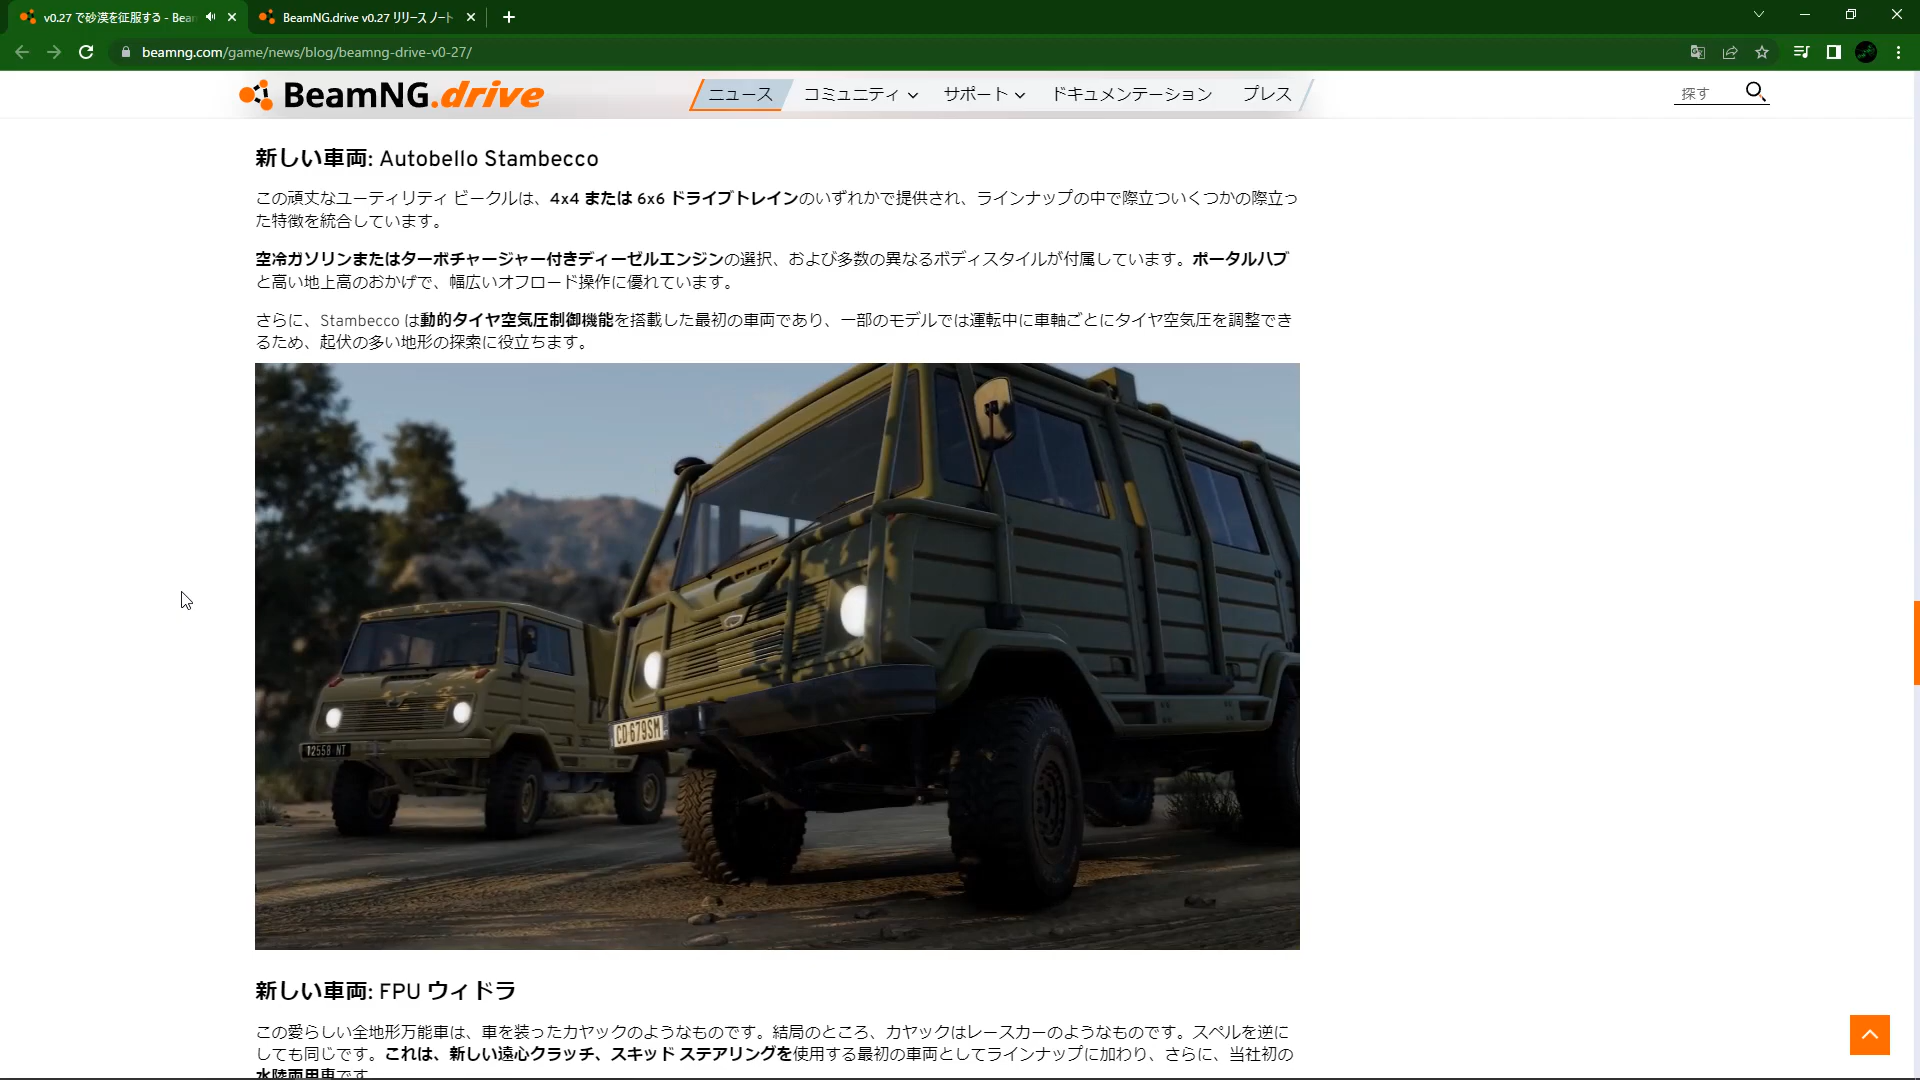 v0.27 で砂漠を征服する - Bear
BeamNG.drive v0.27 リリース ノート
beamng.com/game/news/blog/beamng-drive-v0-27/
BeamNG.drive
ニュース
コミュニティ
サポート
ドキュメンテーション
プレス
探す
新しい車両: Autobello Stambecco
この頑丈なユーティリティ ビークルは、4x4 または 6x6 ドライブトレインのいずれかで提供され、ラインナップの中で際立ついくつかの際立っ
た特徴を統合しています。
空冷ガソリンまたはターボチャージャー付きディーゼルエンジンの選択、および多数の異なるボディスタイルが付属しています。ポータルハブ
と高い地上高のおかげで、幅広いオフロード操作に優れています。
さらに、Stambecco は動的タイヤ空気圧制御機能を搭載した最初の車両であり、一部のモデルでは運転中に車軸ごとにタイヤ空気圧を調整でき
るため、起伏の多い地形の探索に役立ちます。
CD 679SM
12558 NT
新しい車両: FPU ウィドラ
この愛らしい全地形万能車は、車を装ったカヤックのようなものです。結局のところ、カヤックはレースカーのようなものです。スペルを逆に
しても同じです。これは、新しい遠心クラッチ、スキッド ステアリングを使用する最初の車両としてラインナップに加わり、さらに、当社初の
水陸両用車です。